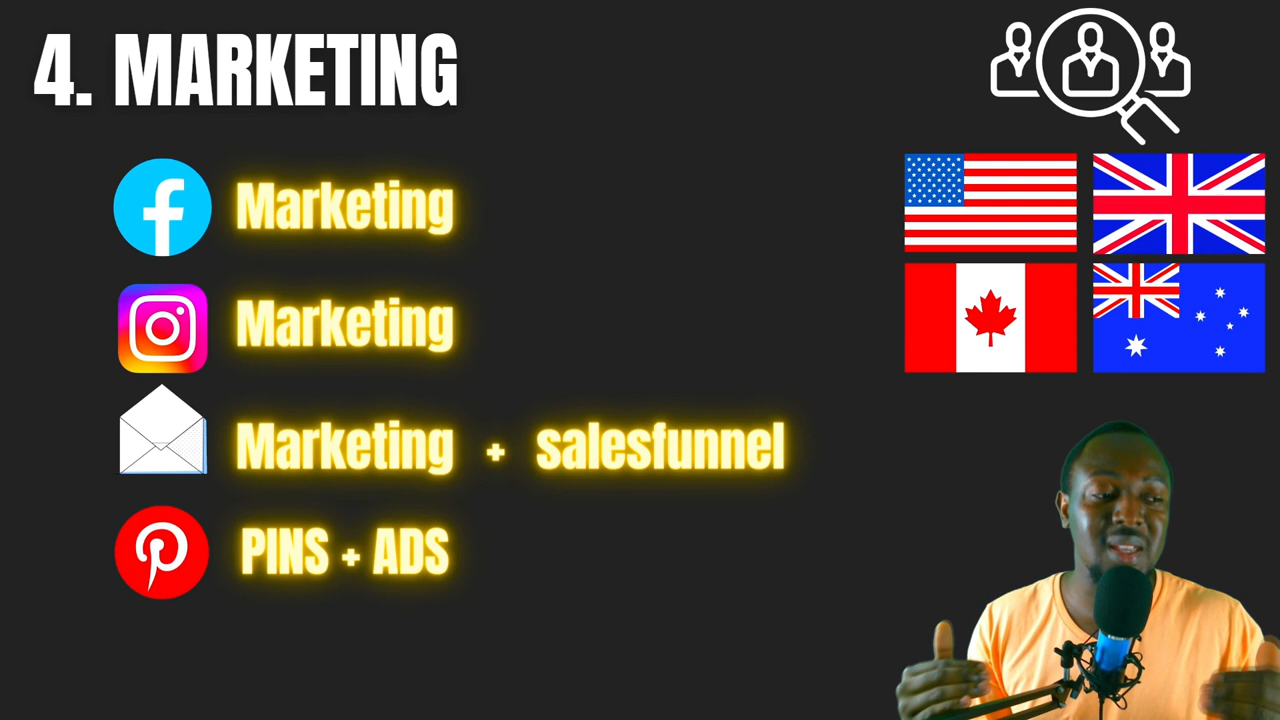 4. MARKETING
Marketing
Marketing
Marketing + salesfunnel
PINS + ADS